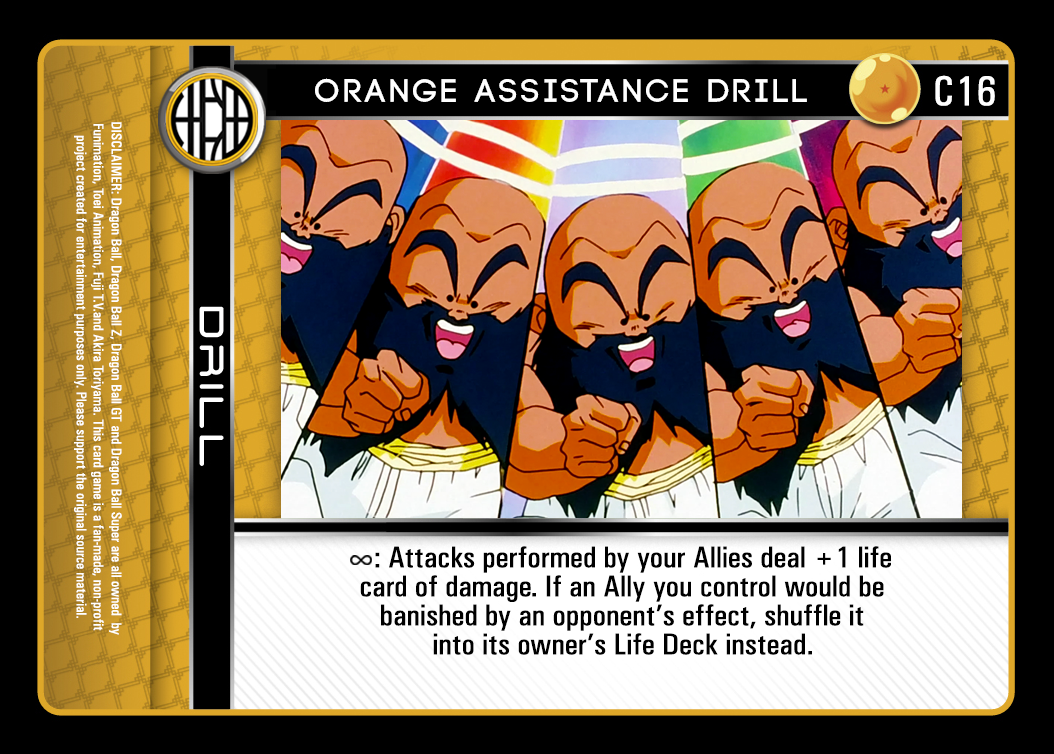 ORANGE ASSISTANCE DRILL
C16
DRILL
∞: Attacks performed by your Allies deal +1 life
card of damage. If an Ally you control would be
banished by an opponent's effect, shuffle it
into its owner's Life Deck instead.
DISCLAIMER: Dragon Ball, Dragon Ball Z, Dragon Ball GT and Dragon Ball Super are all owned by
Funimation, Toei Animation, Fuji T.V.and Akira Toriyama. This card game is a fan-made, non-profit
project created for entertainment purposes only. Please support the original source material.